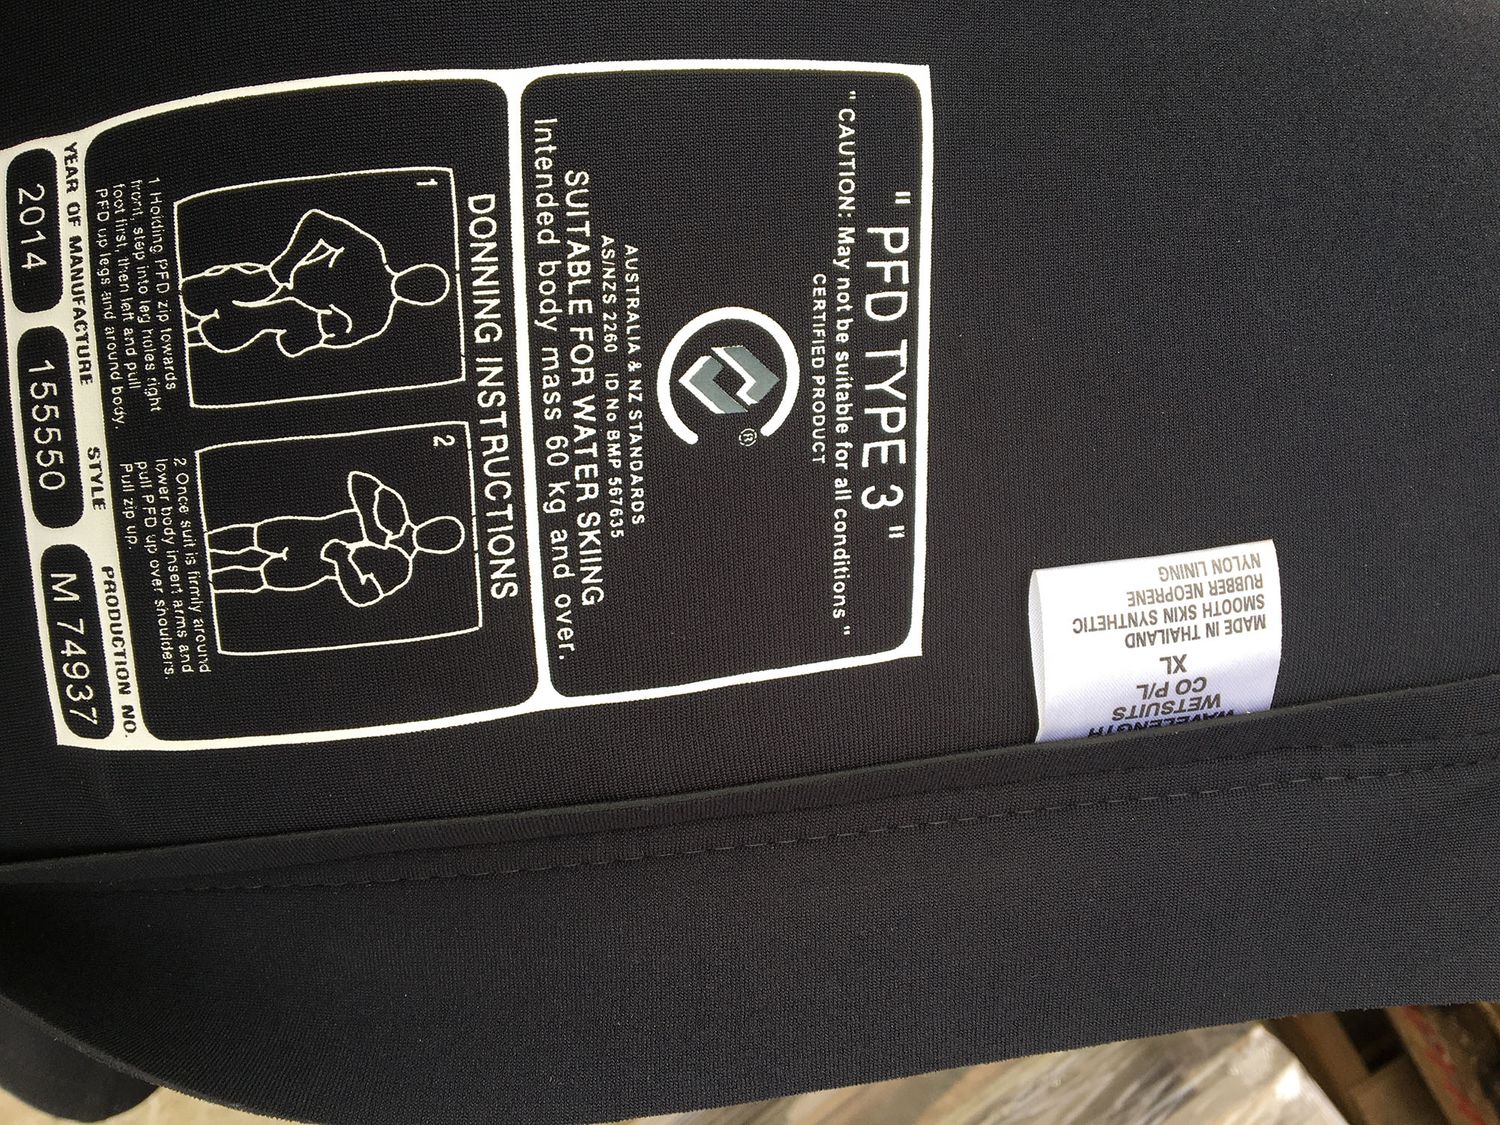 " PFD TYPE 3 "
"CAUTION: May not be suitable for all conditions"
CERTIFIED PRODUCT
®
AUSTRALIA & NZ STANDARDS
AS/NZS 2260 ID No BMP 567635
SUITABLE FOR WATER SKIING
Intended body mass 60 kg and over.
DONNING INSTRUCTIONS
1
2
1 Holding PFD zip towards
front, step into leg holes right
foot first, then left and pull
PFD up legs and around body.
2 Once suit is firmly around
lower body insert arms and
pull PFD up over shoulders.
Pull zip up.
YEAR OF MANUFACTURE STYLE PRODUCTION NO.
2014 15550 M 74937
WAVELENGTH
WETSUITS
CO P/L
XL
MADE IN THAILAND
SMOOTH SKIN SYNTHETIC
RUBBER NEOPRENE
NYLON LINING